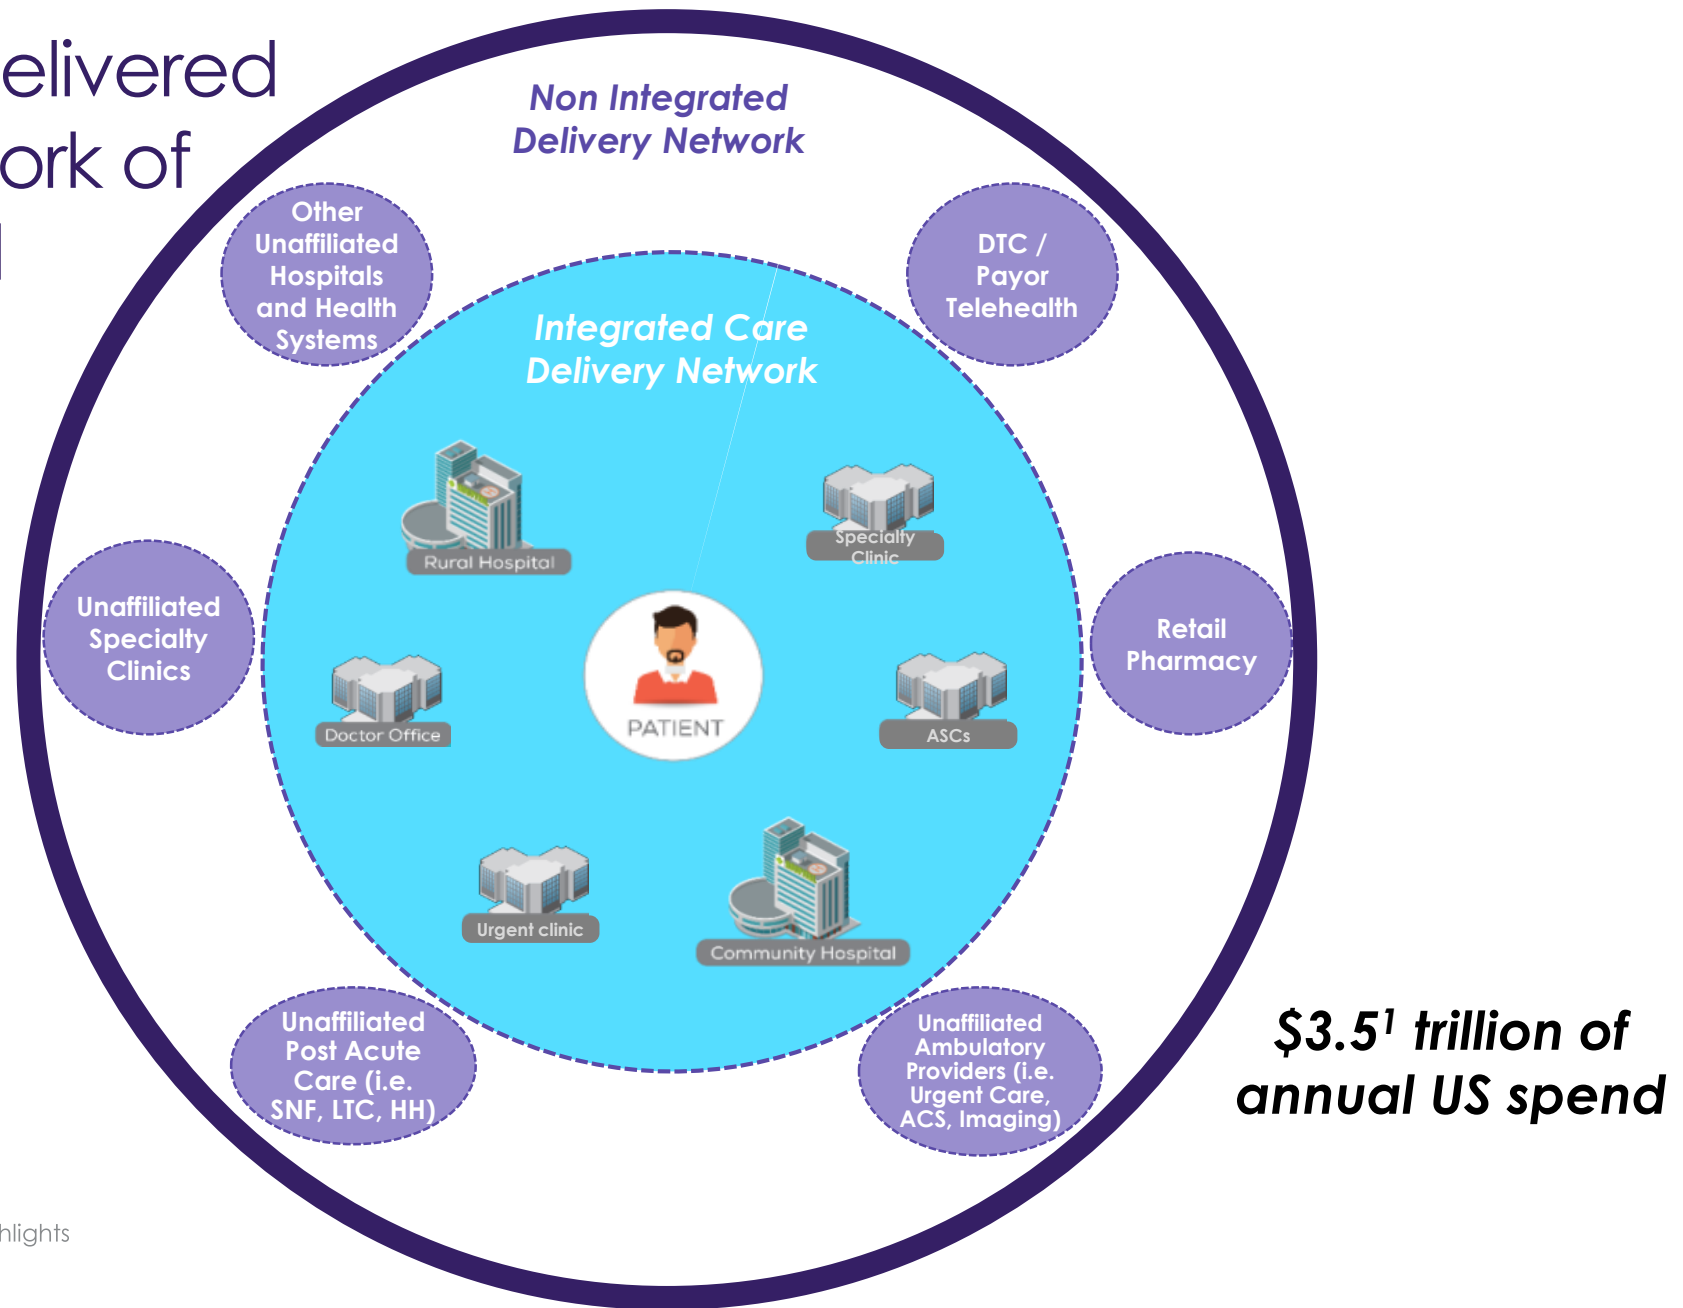 elivered
ork of
Non Integrated
Delivery Network
Other
Unaffiliated
Hospitals
and Health
Systems
DTC /
Payor
Telehealth
Integrated Care
Delivery Network
Rural Hospital
Specialty
Clinic
Unaffiliated
Specialty
Clinics
Retail
Pharmacy
Doctor Office
PATIENT
ASCs
Urgent clinic
Community Hospital
Unaffiliated
Post Acute
Care (i.e.
SNF, LTC, HH)
Unaffiliated
Ambulatory
Providers (i.e.
Urgent Care,
ACS, Imaging)
$3.5¹ trillion of
annual US spend
hlights